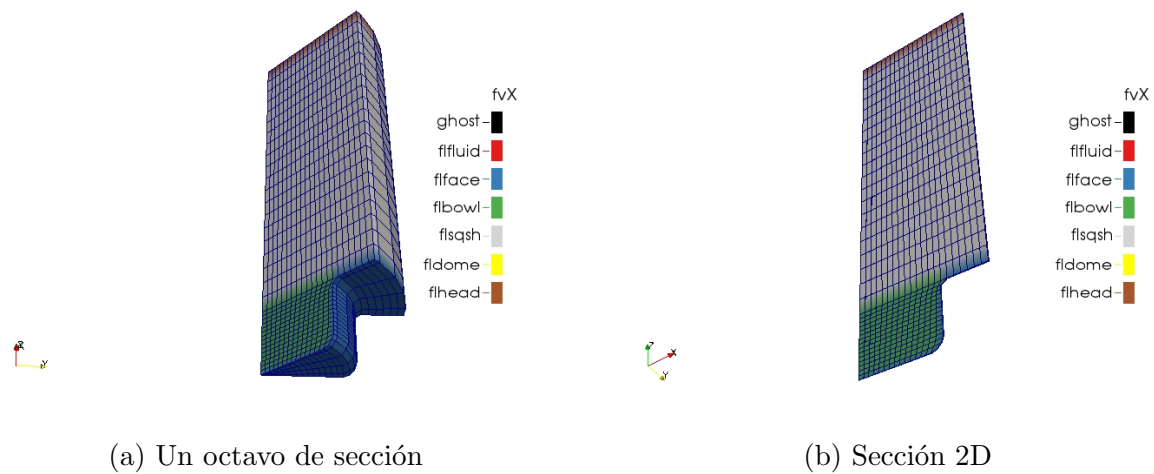 fvX
ghost
flfluid
flface
flbowl
flsqsh
fldome
flhead
Y
(a) Un octavo de sección
fvX
ghost
flfluid
flface
flbowl
flsqsh
fldome
flhead
Z
X
Y
(b) Sección 2D